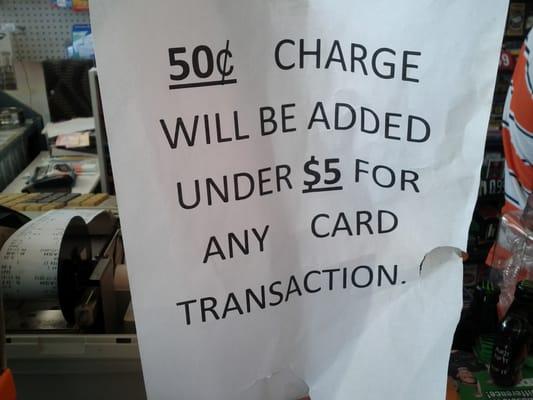 50¢ CHARGE
WILL BE ADDED
UNDER $5 FOR
ANY CARD
TRANSACTION.